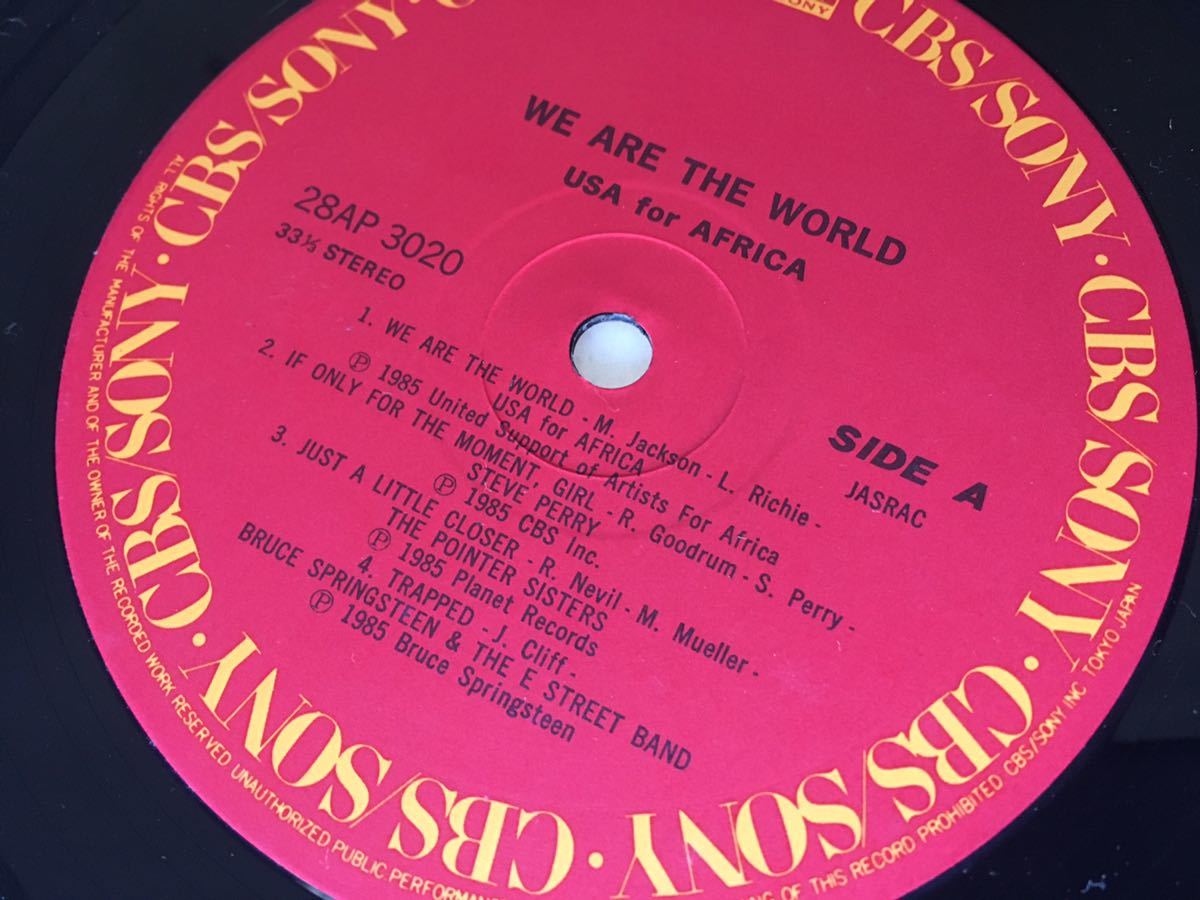 WE ARE THE WORLD
USA for AFRICA
28AP 3020
33⅓ STEREO
SIDE A
JASRAC
1. WE ARE THE WORLD - M. Jackson - L. Richie -
USA for AFRICA
Ⓟ 1985 United Support of Artists For Africa
2. IF ONLY FOR THE MOMENT, GIRL - R. Goodrum - S. Perry -
STEVE PERRY
Ⓟ 1985 CBS Inc.
3. JUST A LITTLE CLOSER - R. Nevil - M. Mueller -
THE POINTER SISTERS
Ⓟ 1985 Planet Records
4. TRAPPED - J. Cliff -
BRUCE SPRINGSTEEN & THE E STREET BAND
Ⓟ 1985 Bruce Springsteen
CBS/SONY · CBS/SONY · CBS/SONY · CBS/SONY · CBS/SONY · CBS/SONY · CBS/SONY · CBS/SONY
ALL RIGHTS OF THE MANUFACTURER AND OF THE OWNER OF THE RECORDED WORK RESERVED UNAUTHORIZED PUBLIC
OF THIS RECORD PROHIBITED CBS/SONY INC TOKYO JAPAN